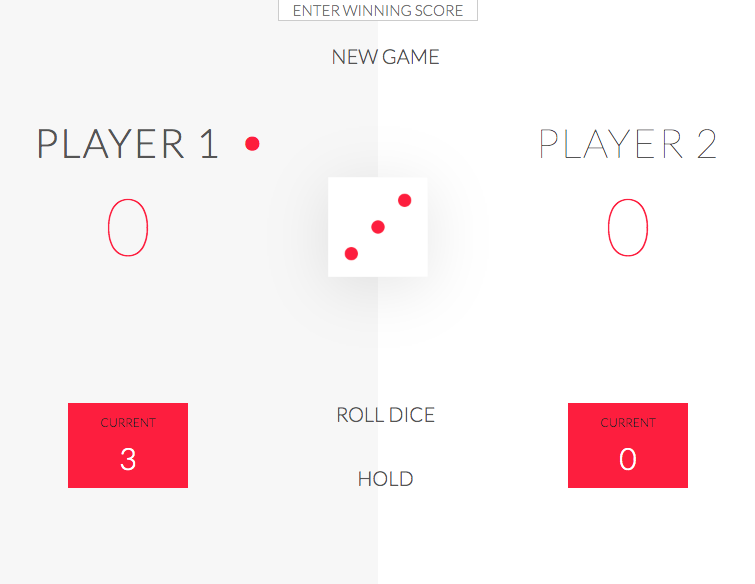 ENTER WINNING SCORE
NEW GAME
PLAYER 1
PLAYER 2
0
0
ROLL DICE
CURRENT
3
CURRENT
0
HOLD